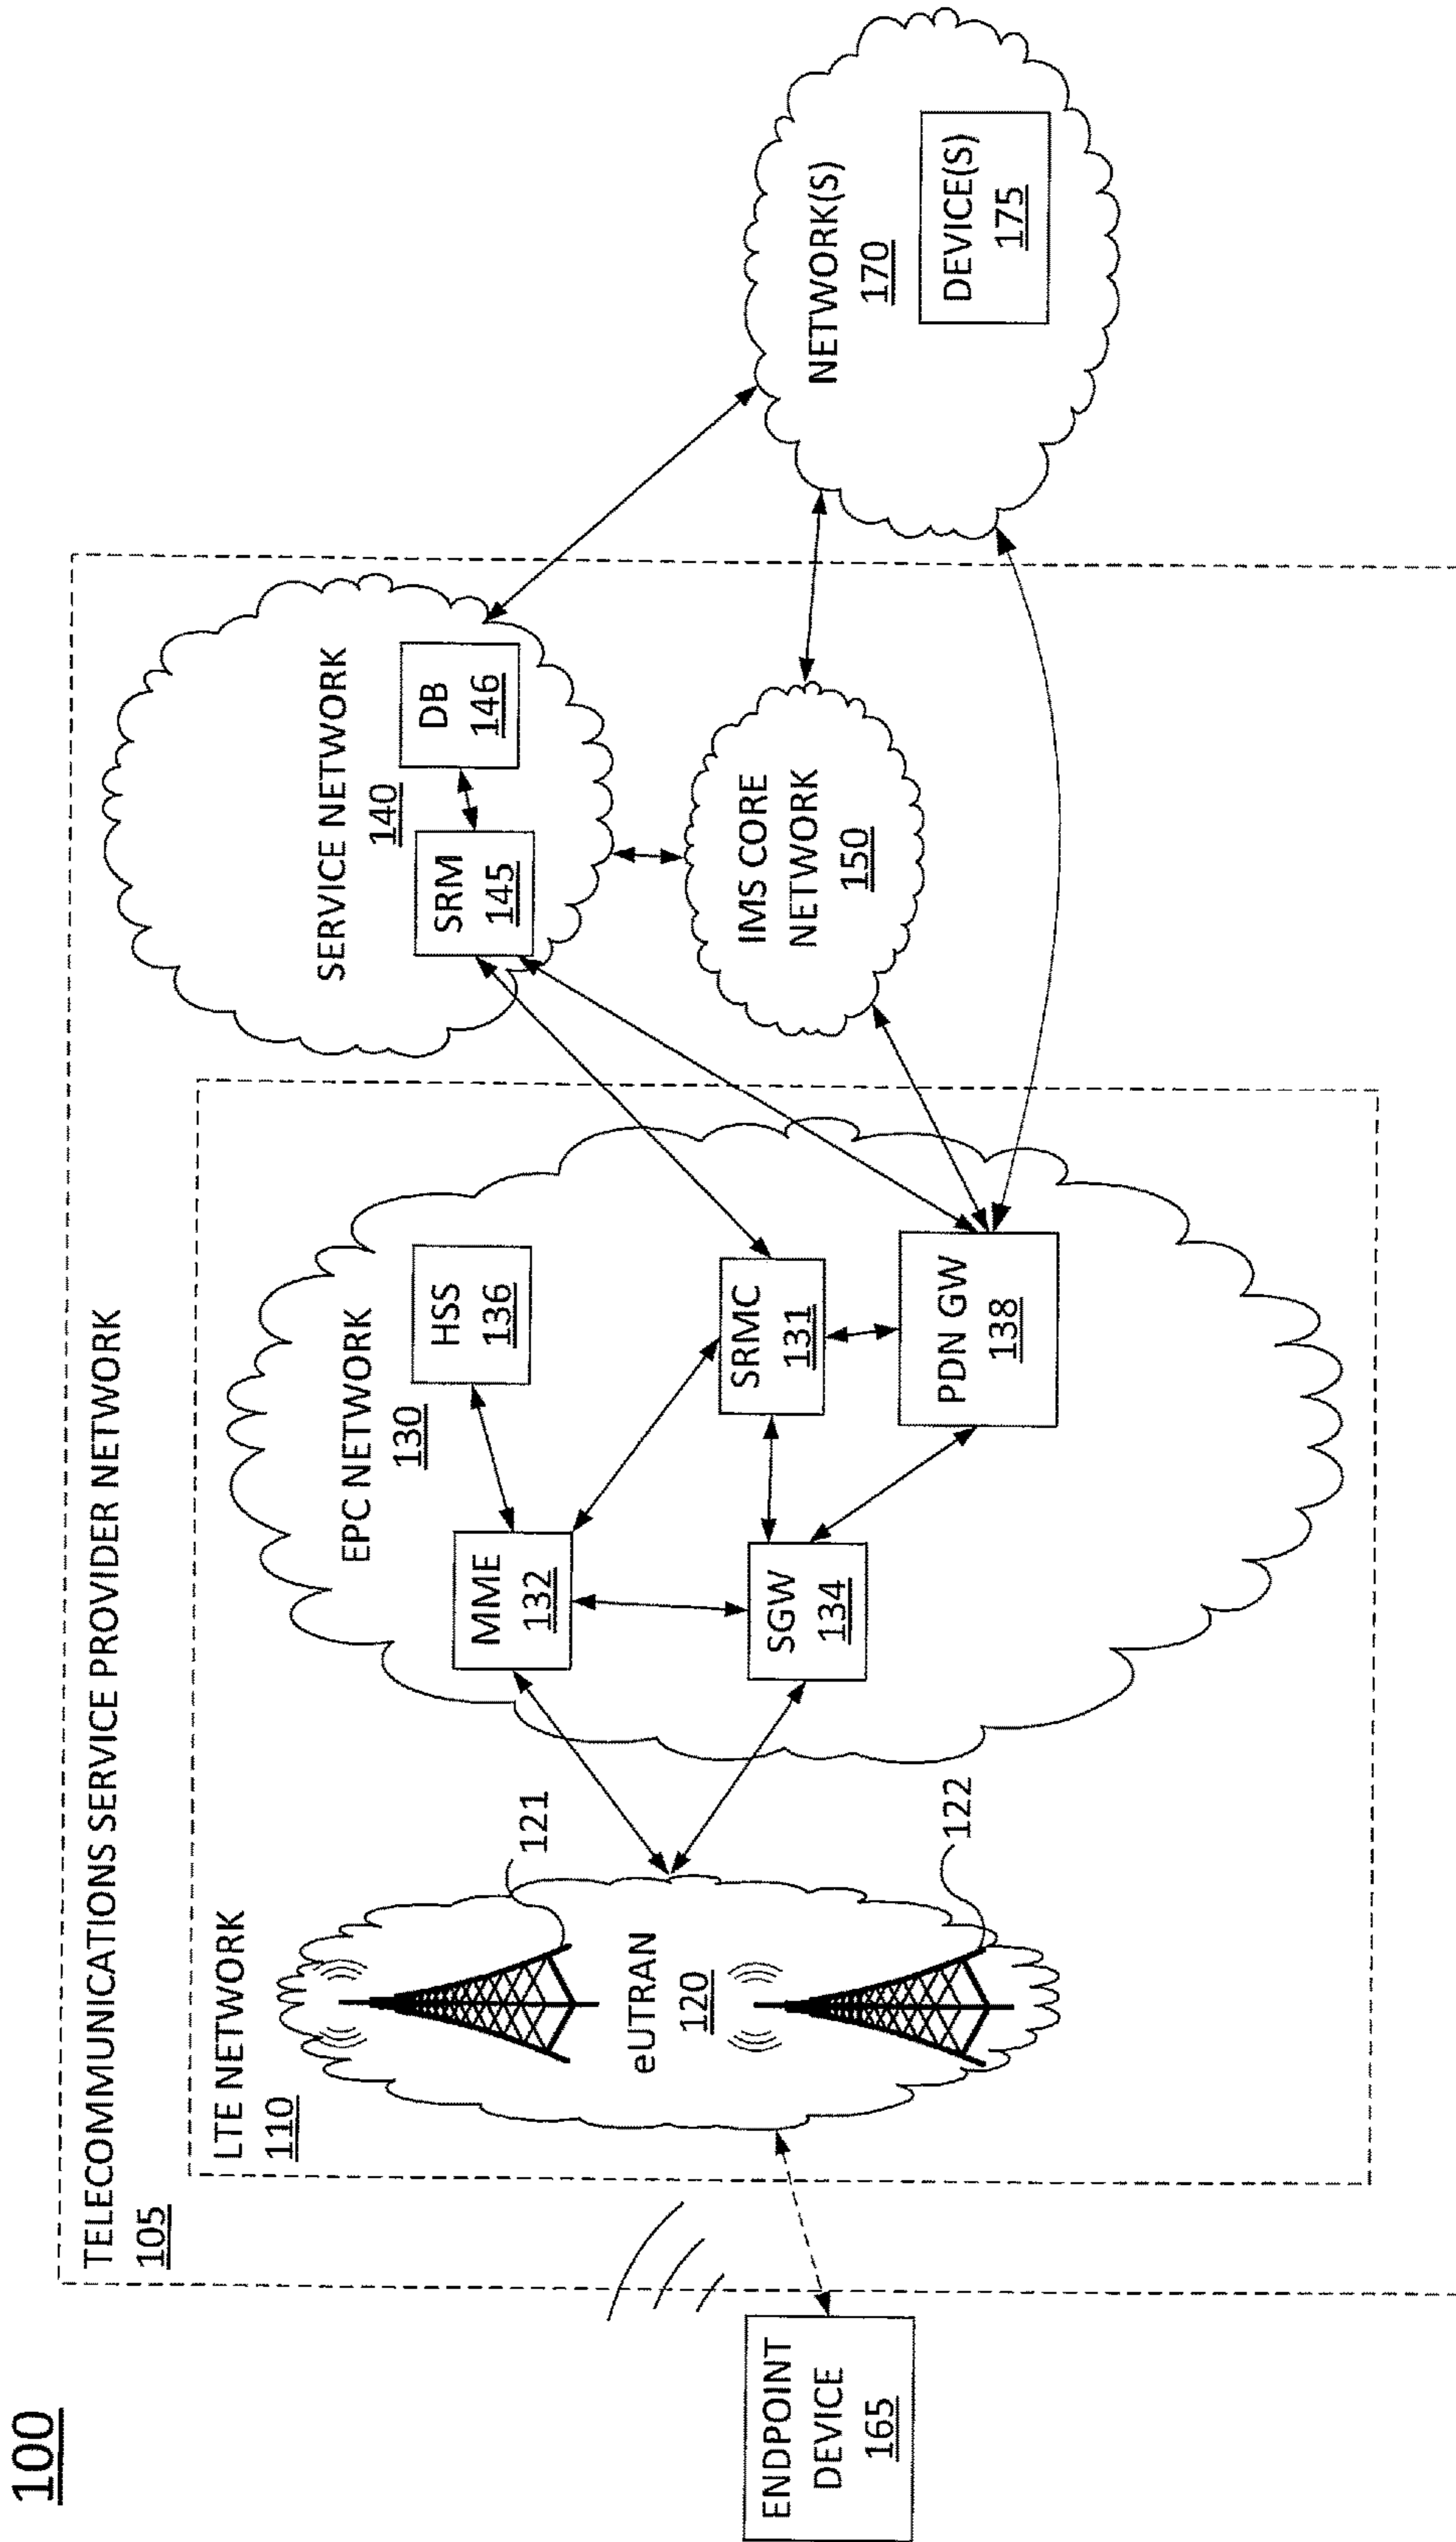 100
TELECOMMUNICATIONS SERVICE PROVIDER NETWORK
105
LTE NETWORK
110
eUTRAN
120
121
122
EPC NETWORK
130
MME
132
HSS
136
SGW
134
SRMC
131
PDN GW
138
SERVICE NETWORK
140
SRM
145
DB
146
IMS CORE
NETWORK
150
NETWORK(S)
170
DEVICE(S)
175
ENDPOINT
DEVICE
165